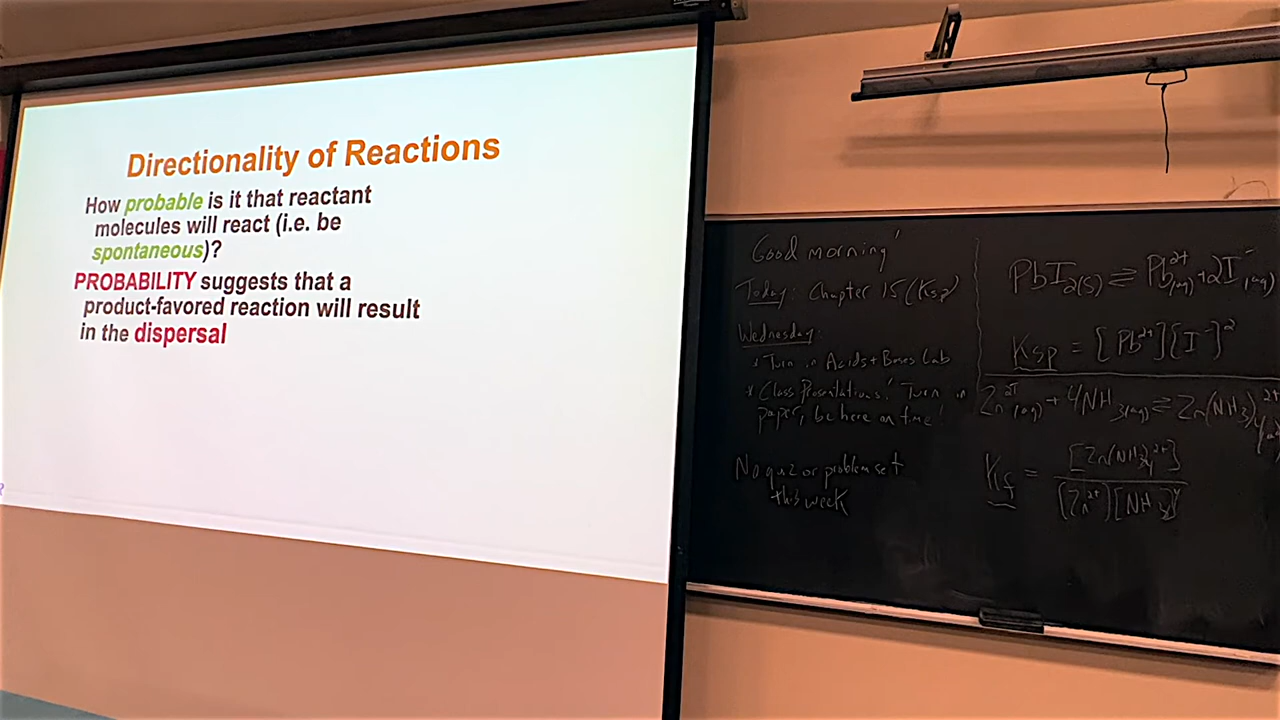 Directionality of Reactions
How probable is it that reactant
molecules will react (i.e. be
spontaneous)?
PROBABILITY suggests that a
product-favored reaction will result
in the dispersal
Good morning!
Today: Chapter 15 (Ksp)
Wednesday:
* Turn in Acids + Bases Lab
* Class Presentations! Turn in
paper, be here on time!
No quiz or problem set
this week
PbI₂(s) ⇌ Pb²⁺(aq) + 2I⁻(aq)
Ksp = [Pb²⁺][I⁻]²
Zn²⁺(aq) + 4NH₃(aq) ⇌ Zn(NH₃)₄²⁺
Kf = [Zn(NH₃)₄²⁺]
[Zn²⁺][NH₃]⁴